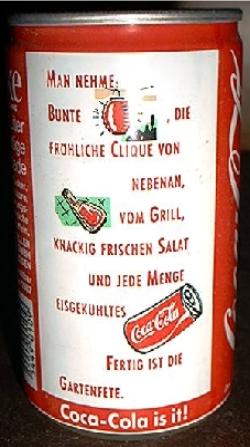 MAN NEHME:
BUNTE , DIE
FRÖHLICHE CLIQUE VON
NEBENAN,
VOM GRILL,
KNACKIG FRISCHEN SALAT
UND JEDE MENGE
EISGEKÜHLTES
Coca-Cola
FERTIG IST DIE
GARTENFETE.
Coca-Cola is it!